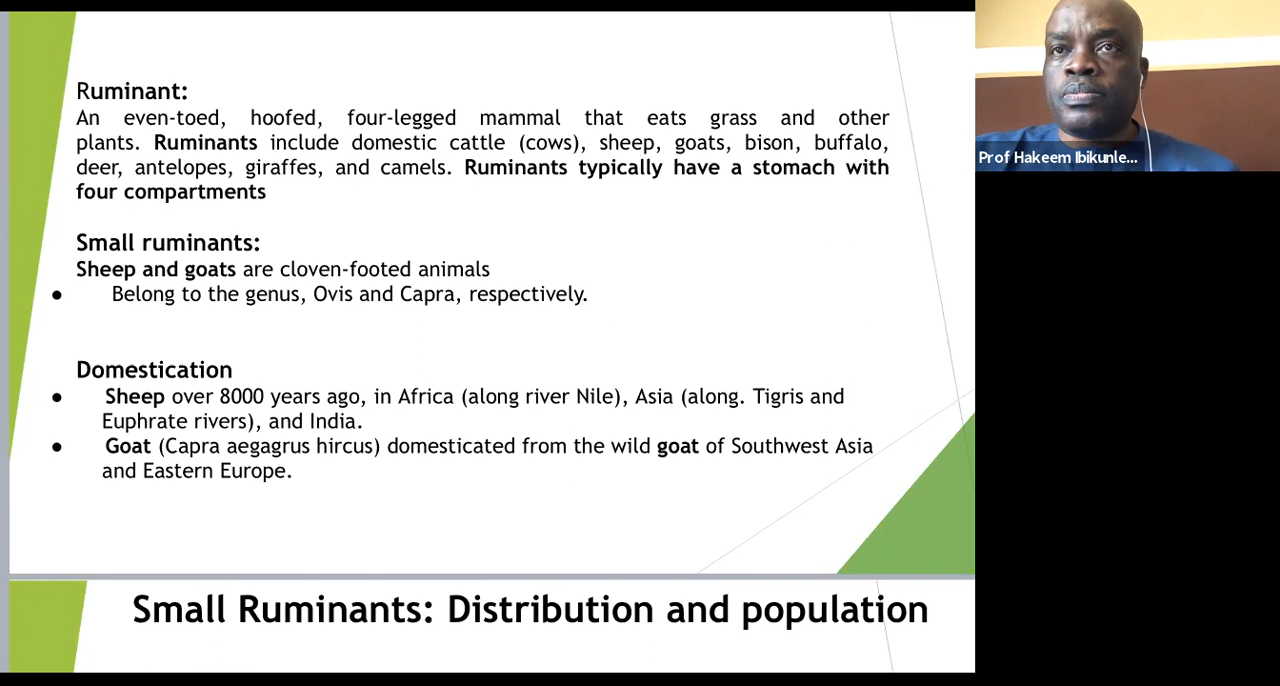 Ruminant:
An even-toed, hoofed, four-legged mammal that eats grass and other
plants. Ruminants include domestic cattle (cows), sheep, goats, bison, buffalo,
deer, antelopes, giraffes, and camels. Ruminants typically have a stomach with
four compartments
Small ruminants:
Sheep and goats are cloven-footed animals
● Belong to the genus, Ovis and Capra, respectively.
Domestication
● Sheep over 8000 years ago, in Africa (along river Nile), Asia (along. Tigris and
Euphrate rivers), and India.
● Goat (Capra aegagrus hircus) domesticated from the wild goat of Southwest Asia
and Eastern Europe.
Small Ruminants: Distribution and population
Prof Hakeem Ibikunle...